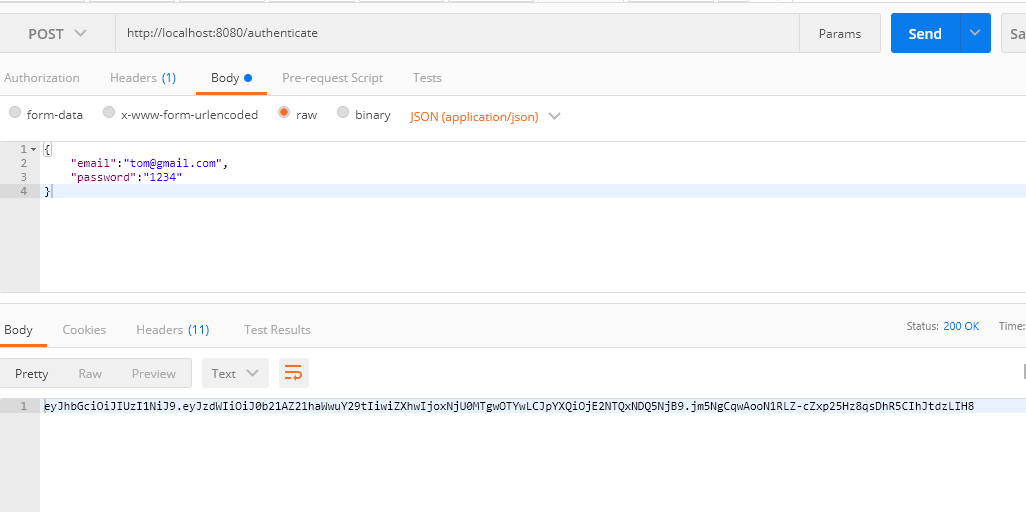 POST http://localhost:8080/authenticate Params Send Sa
Authorization Headers (1) Body Pre-request Script Tests
form-data x-www-form-urlencoded raw binary JSON (application/json)
1 {
2 "email":"tom@gmail.com",
3 "password":"1234"
4 }
Body Cookies Headers (11) Test Results Status: 200 OK Time:
Pretty Raw Preview Text
1 eyJhbGciOiJIUzI1NiJ9.eyJzdWIiOiJ0b21AZ21haWwuY29tIiwiZXhwIjoxNjU0MTgwOTYwLCJpYXQiOjE2NTQxNDQ5NjB9.jm5NgCqwAooN1RLZ-cZxp25Hz8qsDhR5CIhJtdzLIH8